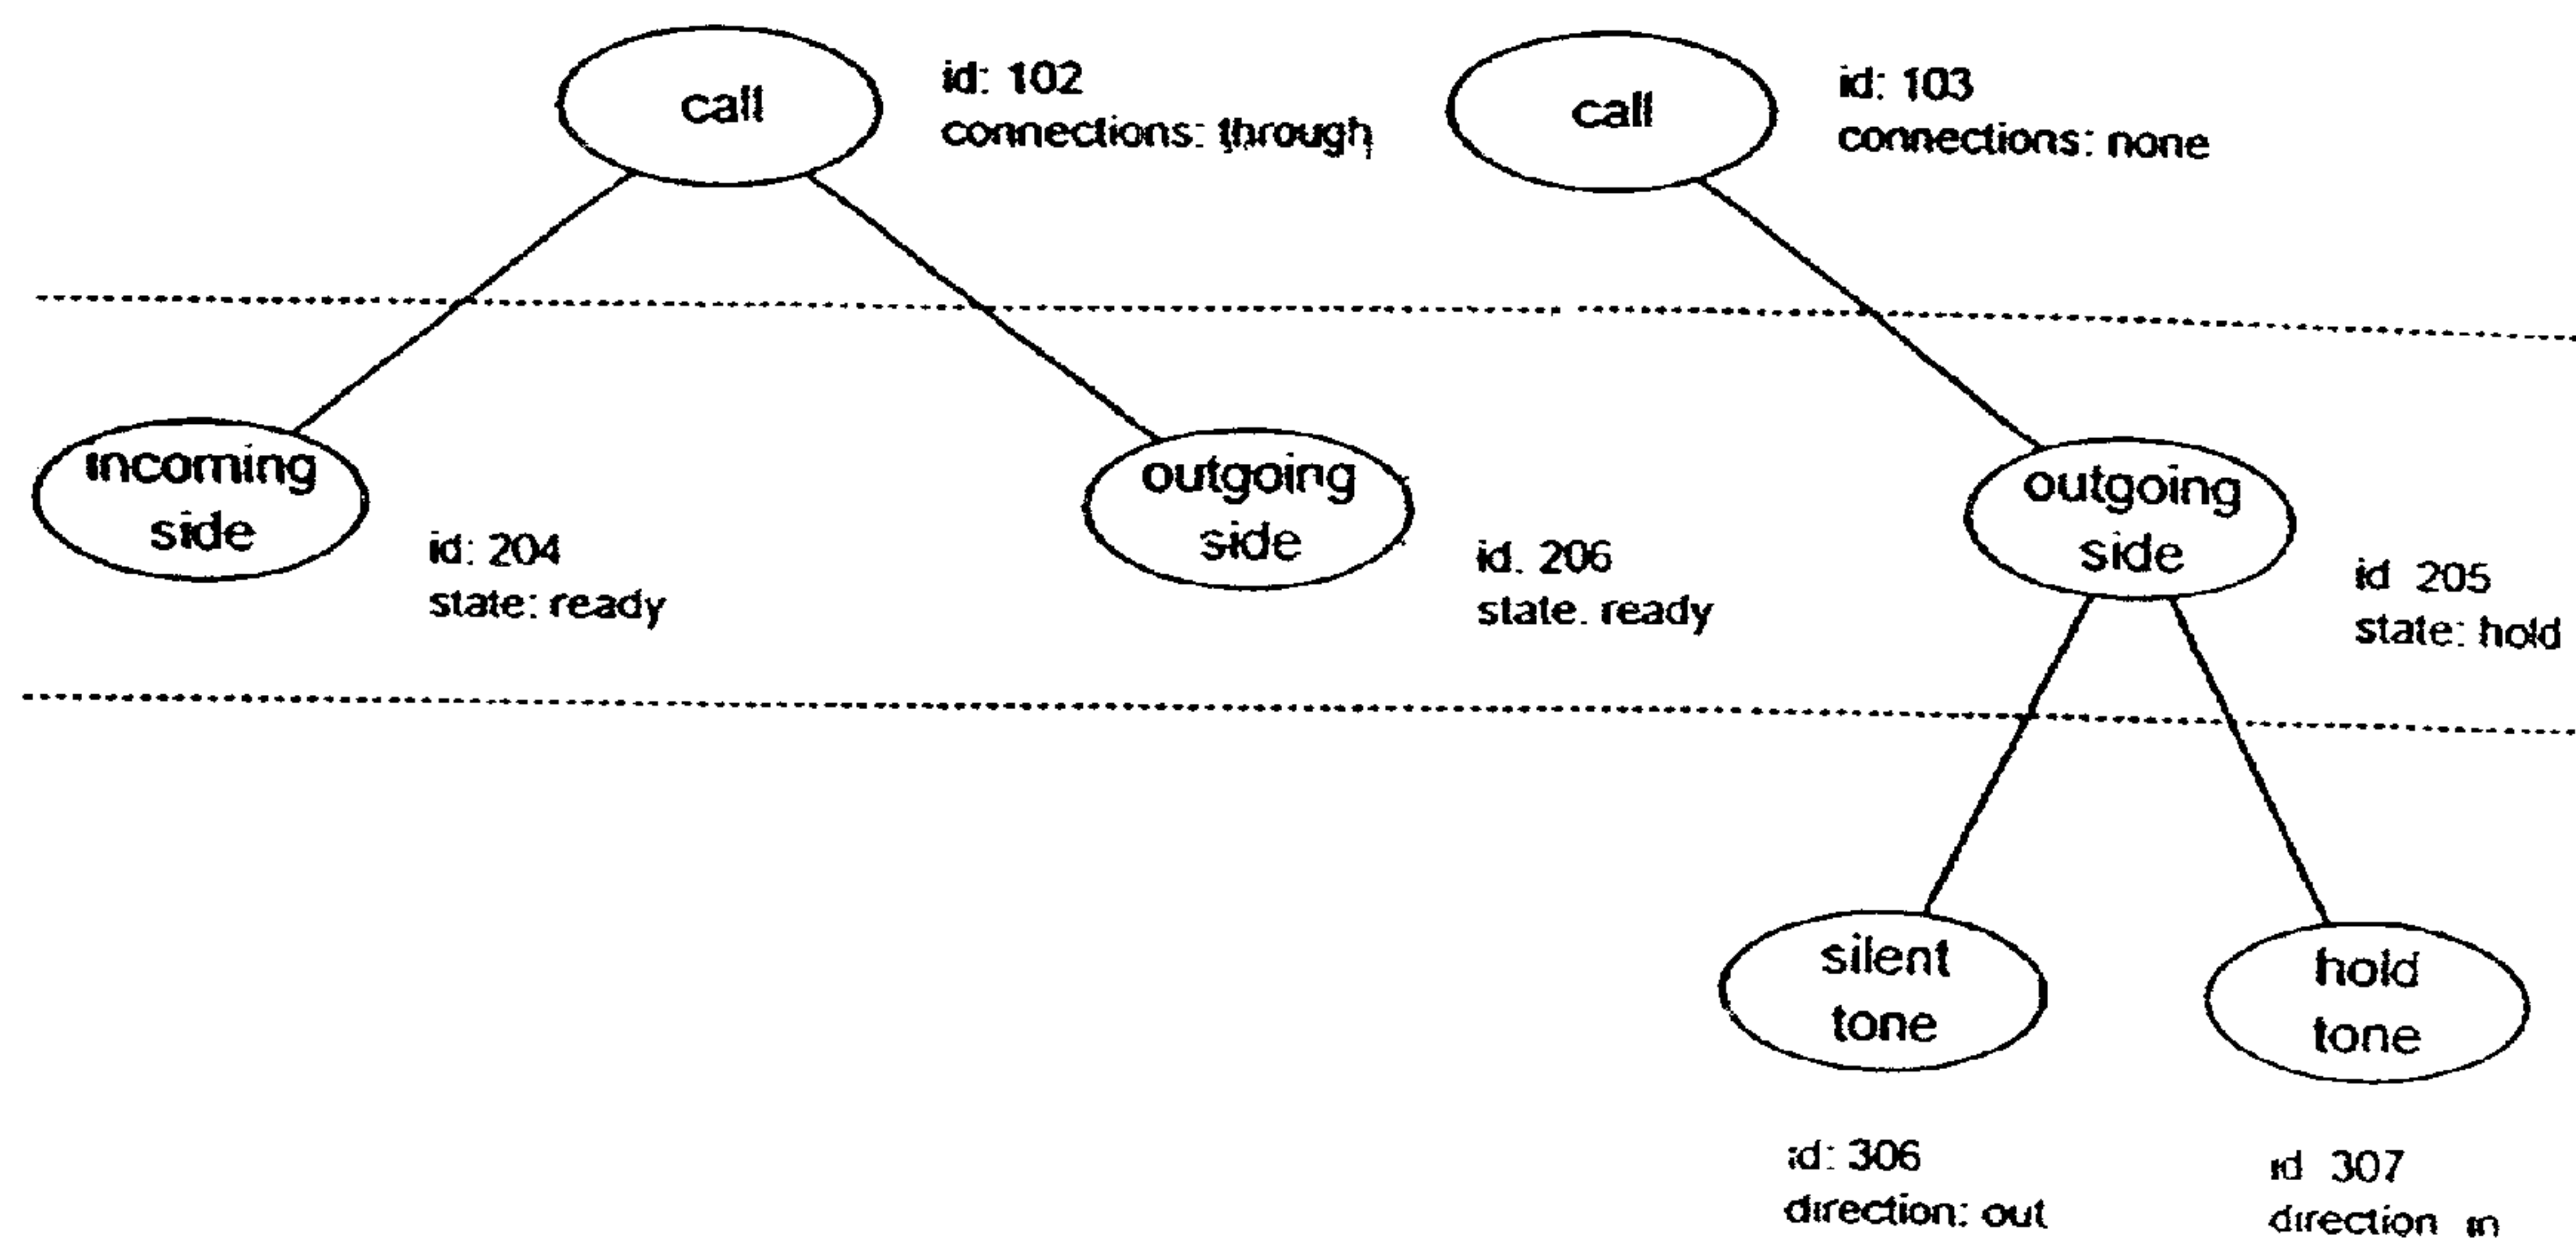 call
id: 102
connections: through
call
id: 103
connections: none
incoming
side
id: 204
state: ready
outgoing
side
id. 206
state. ready
outgoing
side
id 205
state: hold
silent
tone
id: 306
direction: out
hold
tone
id 307
direction in